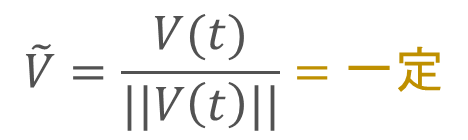 Ṽ = V(t) / ||V(t)|| = 一定